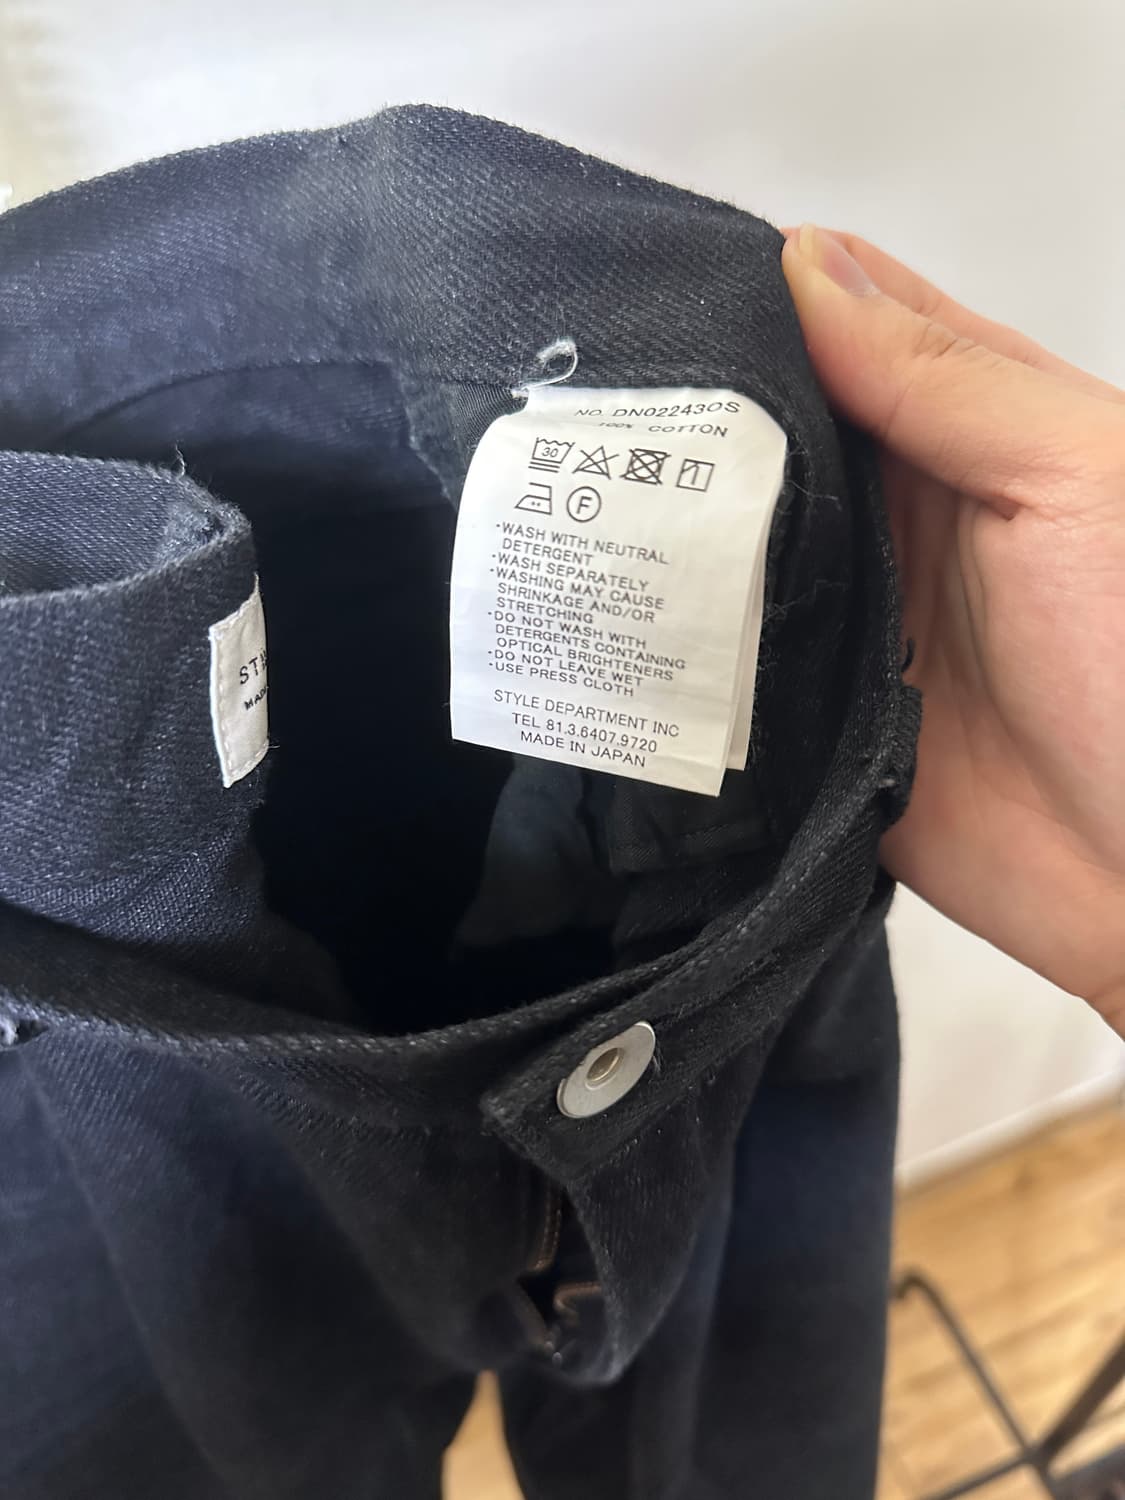 NO. DN022430S
100% COTTON
30
F
·WASH WITH NEUTRAL
DETERGENT
·WASH SEPARATELY
·WASHING MAY CAUSE
SHRINKAGE AND/OR
STRETCHING
·DO NOT WASH WITH
DETERGENTS CONTAINING
OPTICAL BRIGHTENERS
·DO NOT LEAVE WET
·USE PRESS CLOTH
STYLE DEPARTMENT INC
TEL 81.3.6407.9720
MADE IN JAPAN